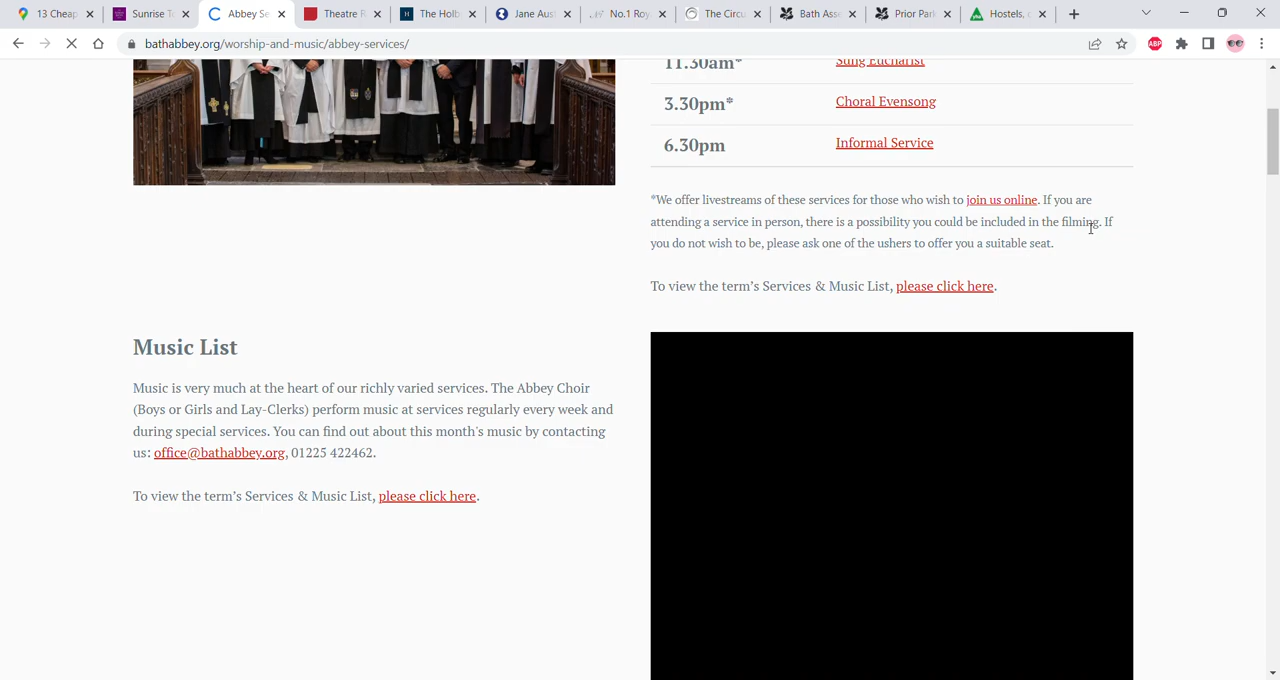 13 Cheap
Sunrise T
Abbey Se
Theatre R
The Holb
Jane Aus
No.1 Roy
The Circu
Bath Asse
Prior Park
Hostels, c
bathabbey.org/worship-and-music/abbey-services/
ABP
11.30am* Sung Eucharist
3.30pm* Choral Evensong
6.30pm Informal Service
*We offer livestreams of these services for those who wish to join us online. If you are
attending a service in person, there is a possibility you could be included in the filming. If
you do not wish to be, please ask one of the ushers to offer you a suitable seat.
To view the term's Services & Music List, please click here.
Music List
Music is very much at the heart of our richly varied services. The Abbey Choir
(Boys or Girls and Lay-Clerks) perform music at services regularly every week and
during special services. You can find out about this month's music by contacting
us: office@bathabbey.org, 01225 422462.
To view the term's Services & Music List, please click here.